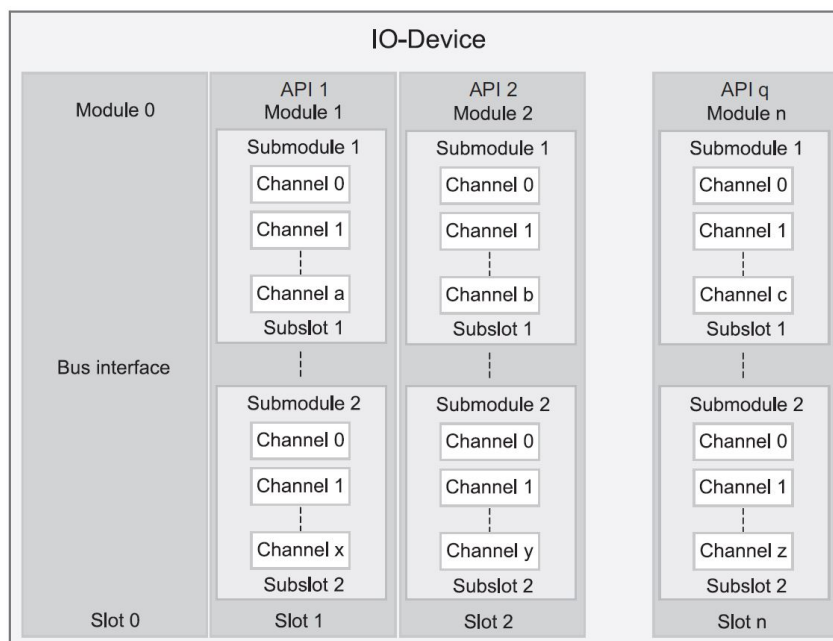 IO-Device
Module 0
Bus interface
Slot 0
API 1
Module 1
Submodule 1
Channel 0
Channel 1
Channel a
Subslot 1
Submodule 2
Channel 0
Channel 1
Channel x
Subslot 2
Slot 1
API 2
Module 2
Submodule 1
Channel 0
Channel 1
Channel b
Subslot 1
Submodule 2
Channel 0
Channel 1
Channel y
Subslot 2
Slot 2
API q
Module n
Submodule 1
Channel 0
Channel 1
Channel c
Subslot 1
Submodule 2
Channel 0
Channel 1
Channel z
Subslot 2
Slot n